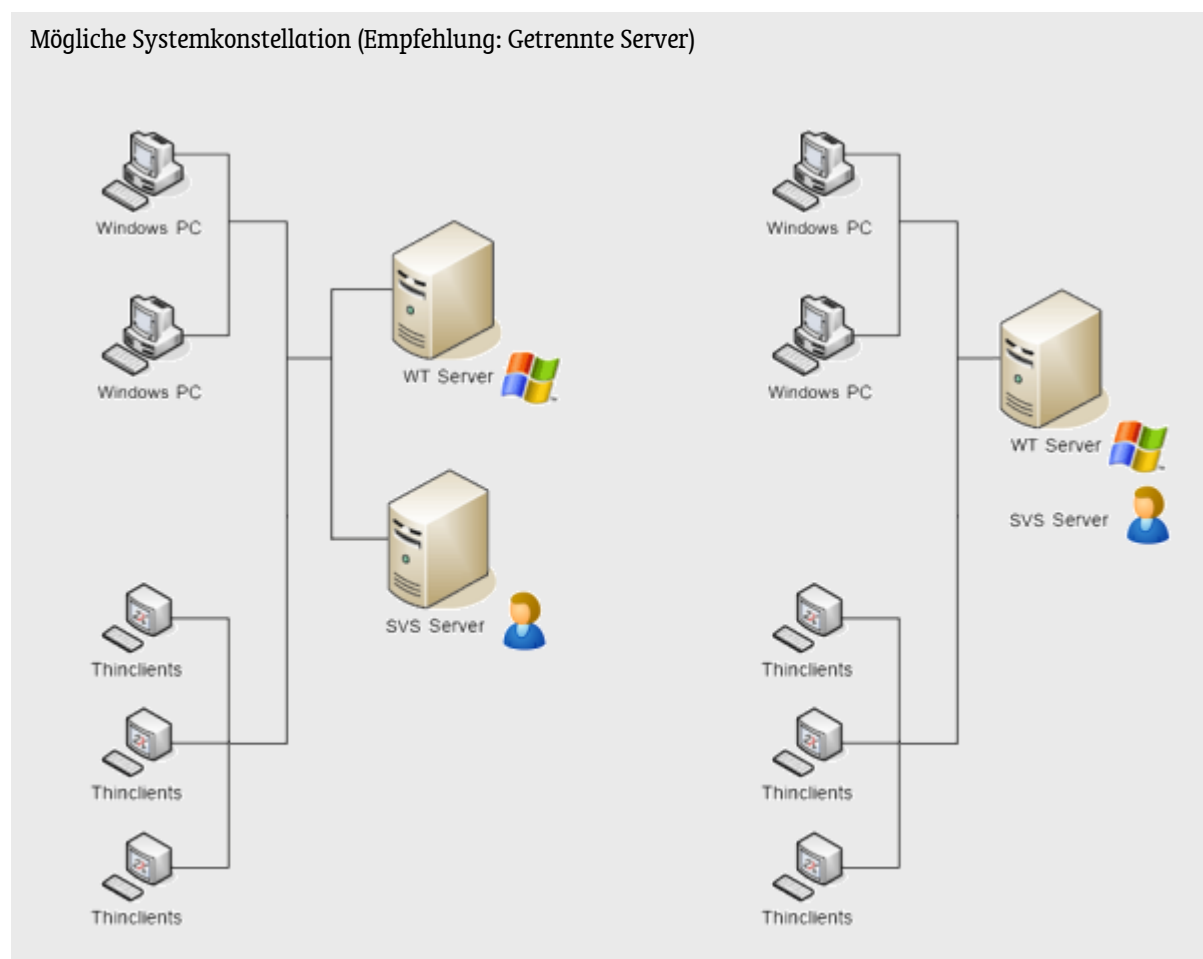 Mögliche Systemkonstellation (Empfehlung: Getrennte Server)
Windows PC
Windows PC
WT Server
SVS Server
Thinclients
Thinclients
Thinclients
Windows PC
Windows PC
WT Server
SVS Server
Thinclients
Thinclients
Thinclients